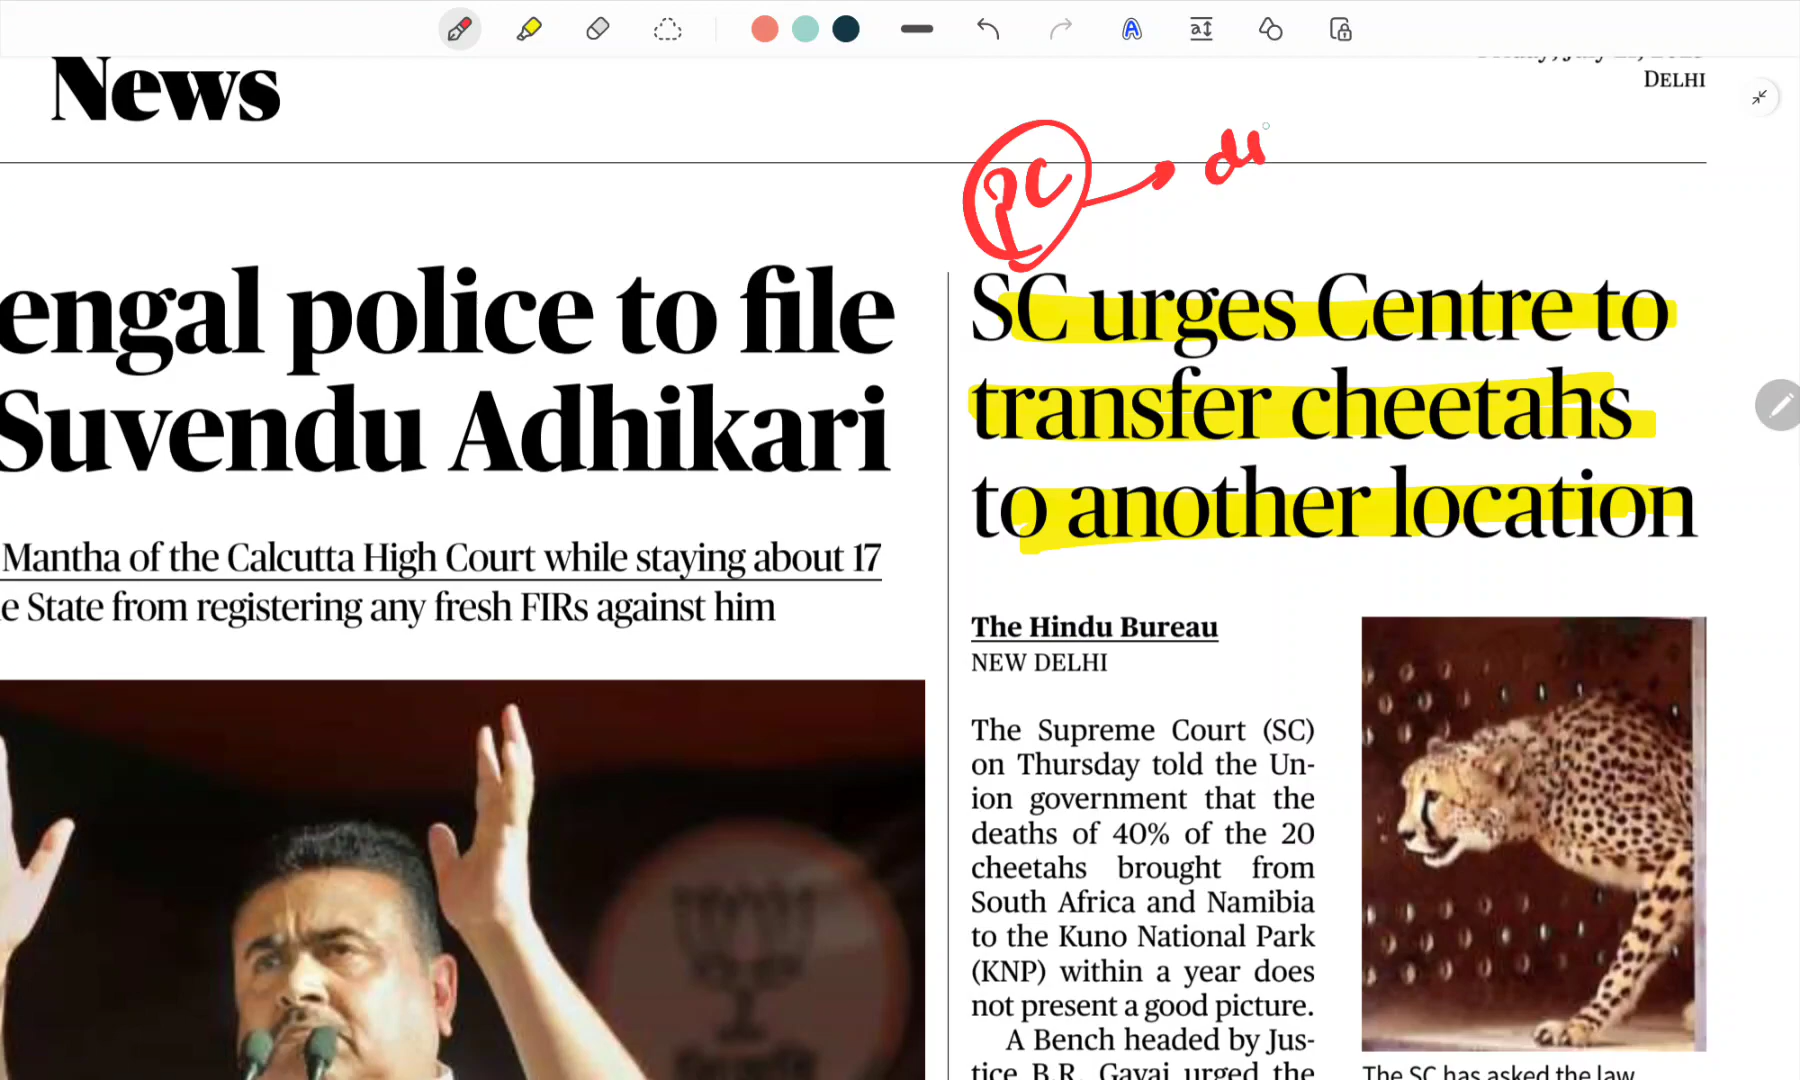 News
DELHI
PC → di
engal police to file
Suvendu Adhikari
Mantha of the Calcutta High Court while staying about 17
e State from registering any fresh FIRs against him
SC urges Centre to
transfer cheetahs
to another location
The Hindu Bureau
NEW DELHI
The Supreme Court (SC)
on Thursday told the Un-
ion government that the
deaths of 40% of the 20
cheetahs brought from
South Africa and Namibia
to the Kuno National Park
(KNP) within a year does
not present a good picture.
A Bench headed by Jus-
tice B.R. Gavai urged the
The SC has asked the law